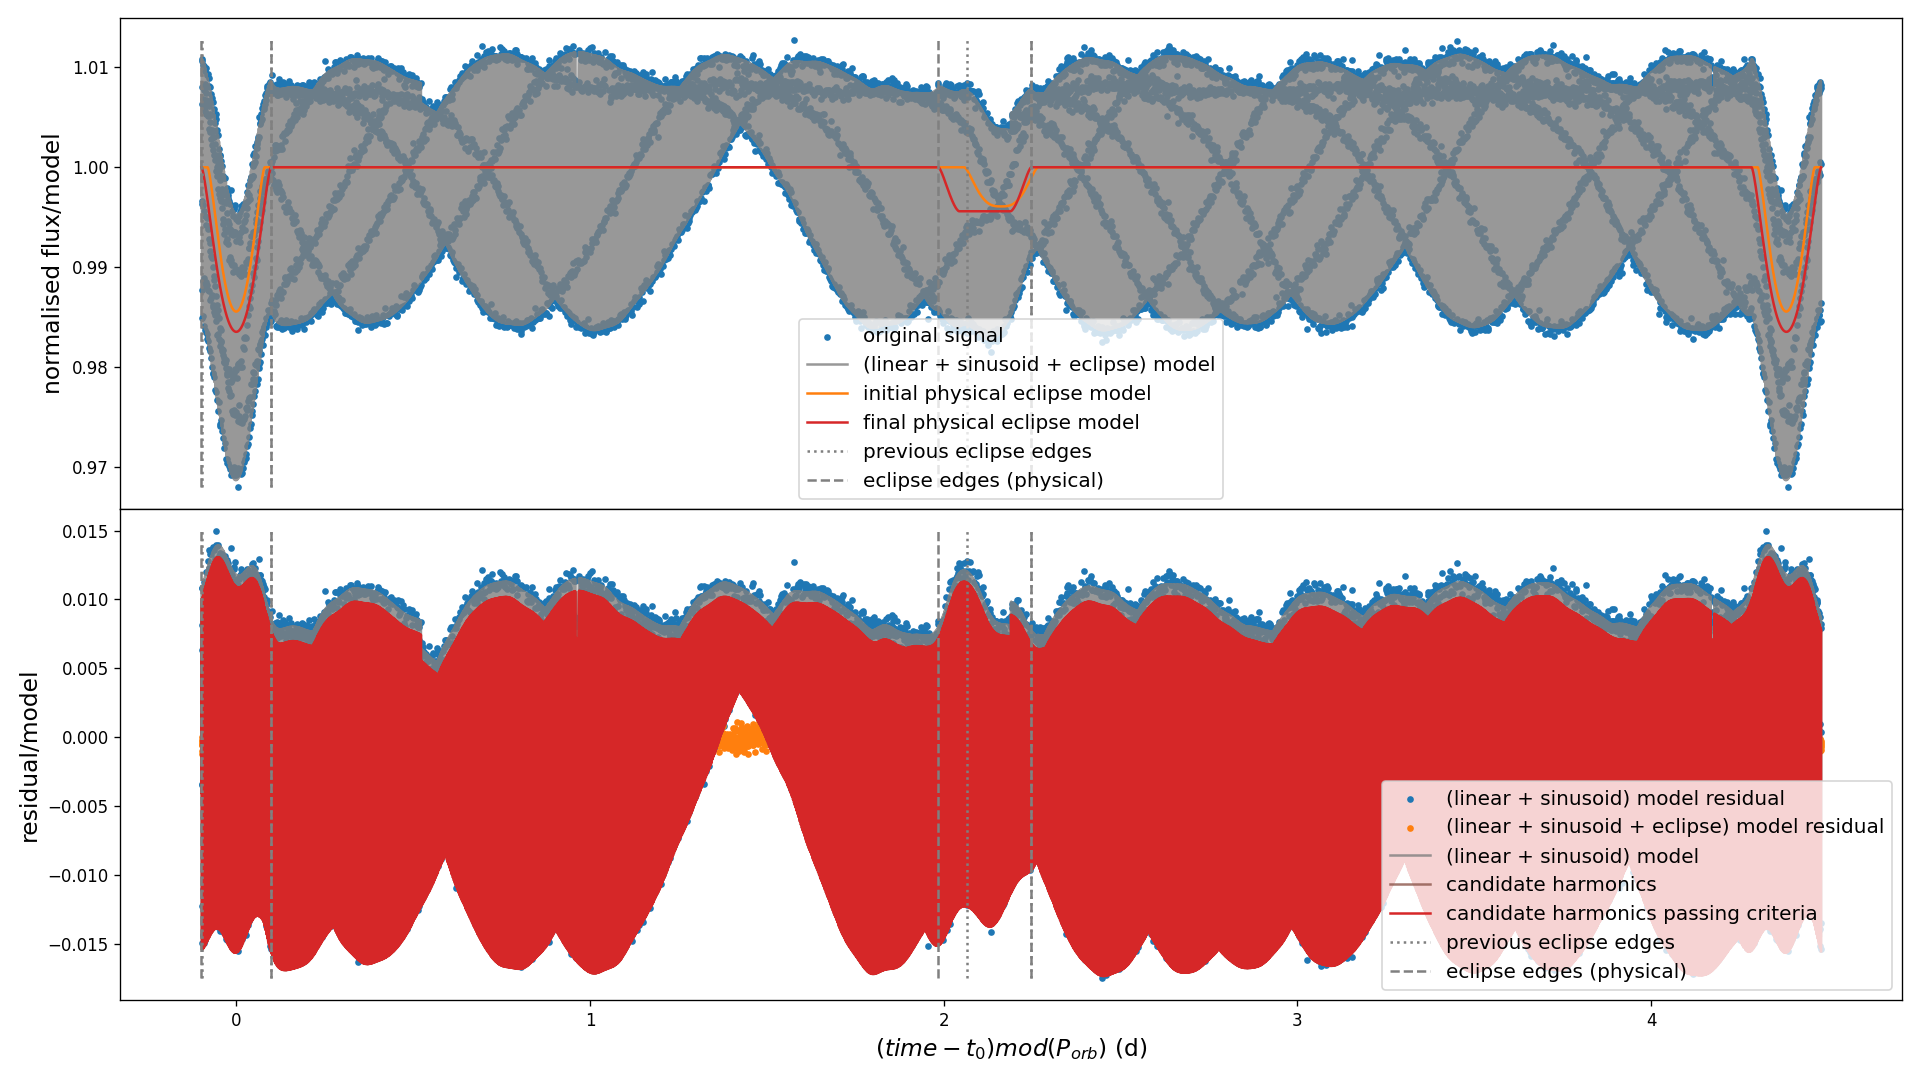 normalised flux/model
1.01
1.00
0.99
0.98
0.97
original signal
(linear + sinusoid + eclipse) model
initial physical eclipse model
final physical eclipse model
previous eclipse edges
eclipse edges (physical)
residual/model
0.015
0.010
0.005
0.000
−0.005
−0.010
−0.015
(linear + sinusoid) model residual
(linear + sinusoid + eclipse) model residual
(linear + sinusoid) model
candidate harmonics
candidate harmonics passing criteria
previous eclipse edges
eclipse edges (physical)
0 1 2 3 4
(time − t₀)mod(P_orb) (d)